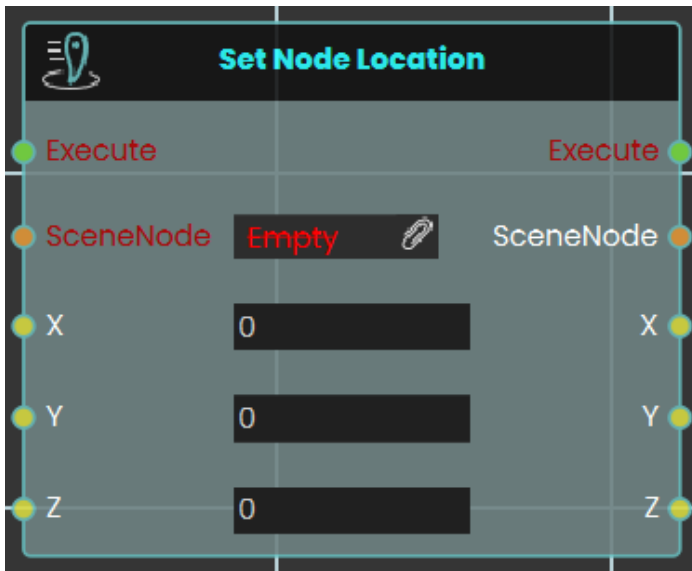 Set Node Location
Execute Execute
SceneNode Empty SceneNode
X 0 X
Y 0 Y
Z 0 Z